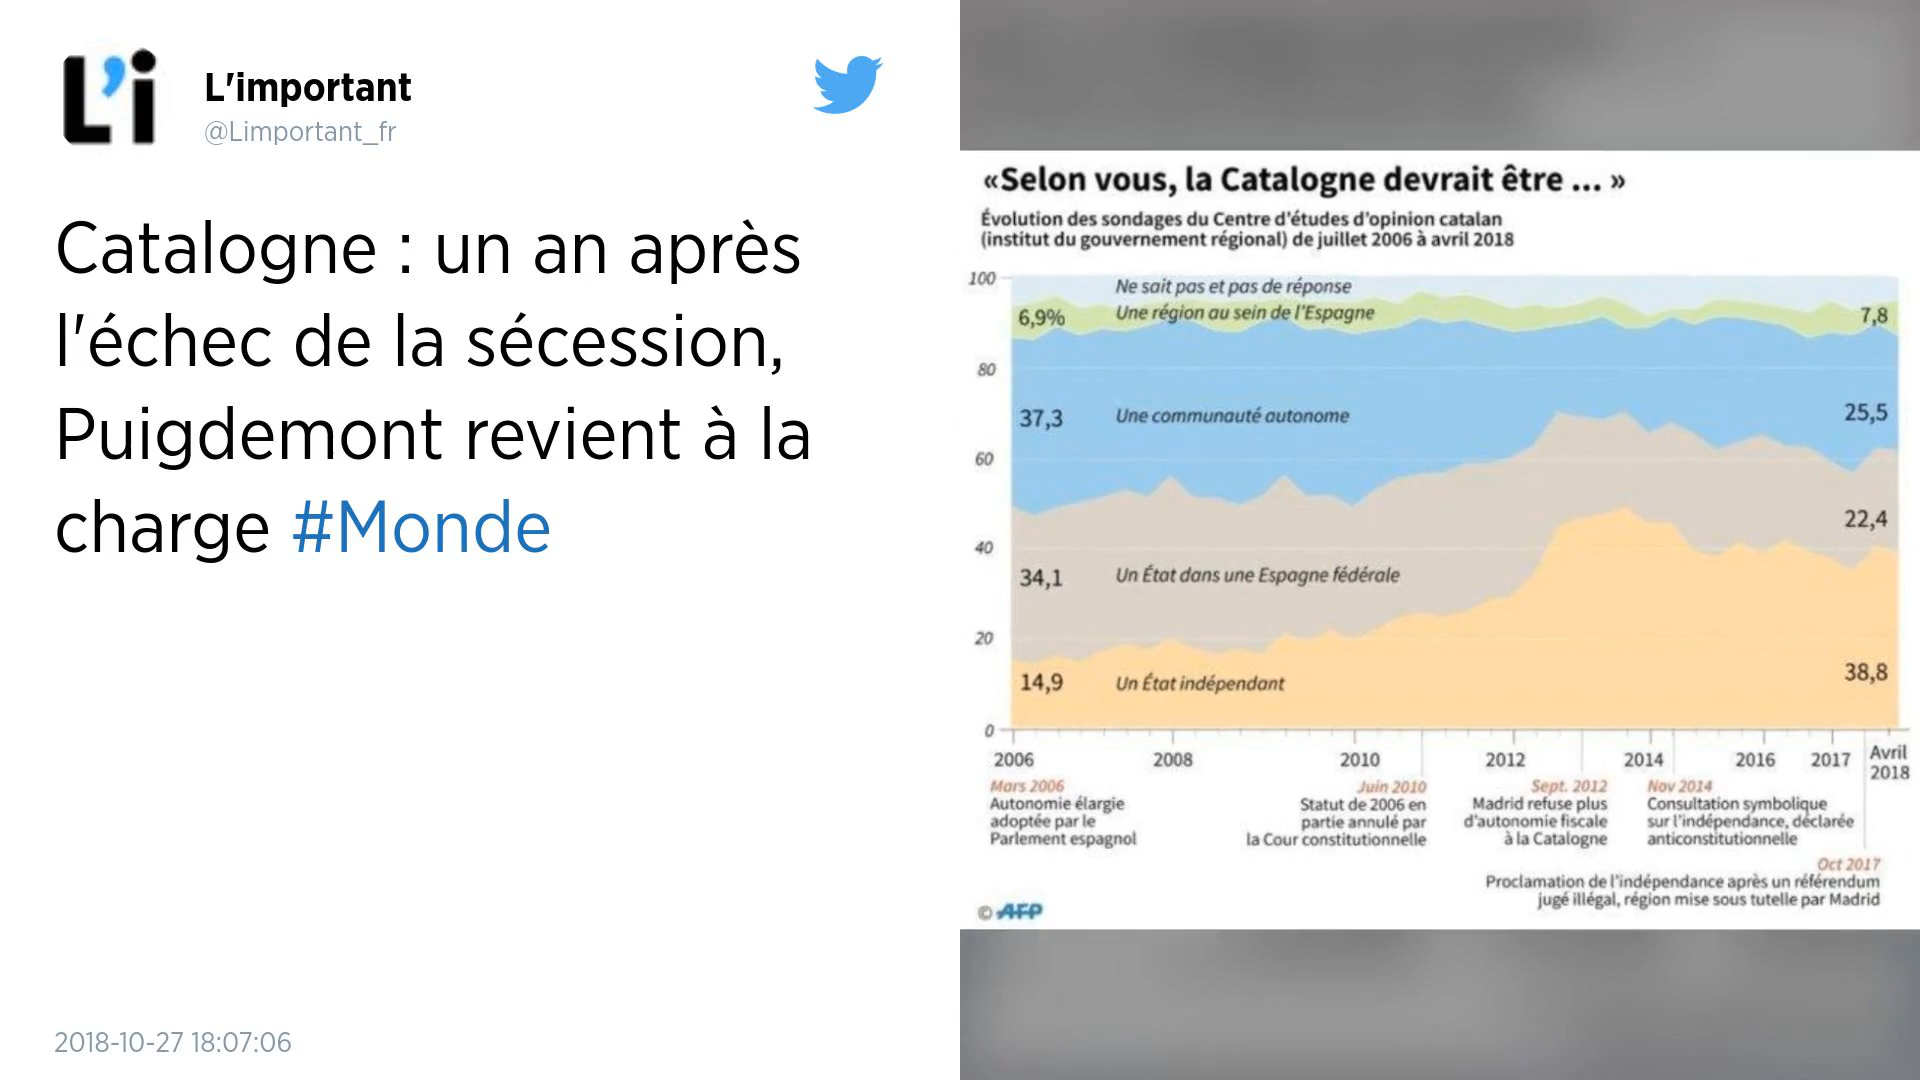 L'i
L'important
@Limportant_fr
Catalogne : un an après
l'échec de la sécession,
Puigdemont revient à la
charge #Monde
2018-10-27 18:07:06
«Selon vous, la Catalogne devrait être ... »
Évolution des sondages du Centre d'études d'opinion catalan
(institut du gouvernement régional) de juillet 2006 à avril 2018
100
Ne sait pas et pas de réponse
6,9%
Une région au sein de l'Espagne
7,8
80
37,3
Une communauté autonome
25,5
60
22,4
40
34,1
Un État dans une Espagne fédérale
20
14,9
Un État indépendant
38,8
0
2006
2008
2010
2012
2014
2016
2017
Avril
2018
Mars 2006
Autonomie élargie
adoptée par le
Parlement espagnol
Juin 2010
Statut de 2006 en
partie annulé par
la Cour constitutionnelle
Sept. 2012
Madrid refuse plus
d'autonomie fiscale
à la Catalogne
Nov 2014
Consultation symbolique
sur l'indépendance, déclarée
anticonstitutionnelle
Oct 2017
Proclamation de l'indépendance après un référendum
jugé illégal, région mise sous tutelle par Madrid
© AFP